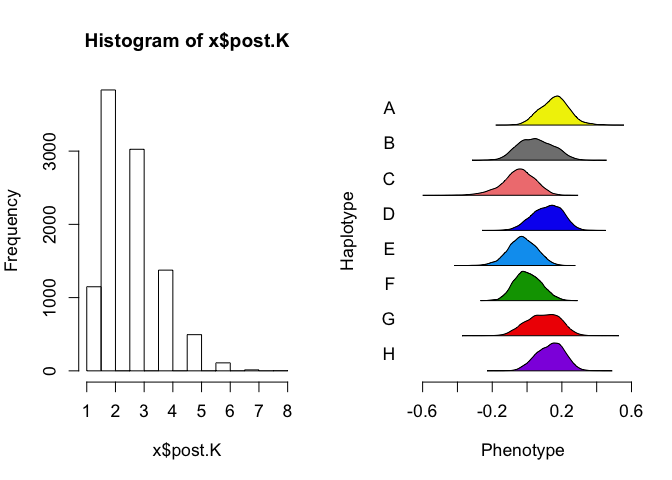 Histogram of x$post.K
Frequency
3000
2000
1000
0
1 2 3 4 5 6 7 8
x$post.K
Haplotype
A
B
C
D
E
F
G
H
-0.6 -0.2 0.2 0.6
Phenotype